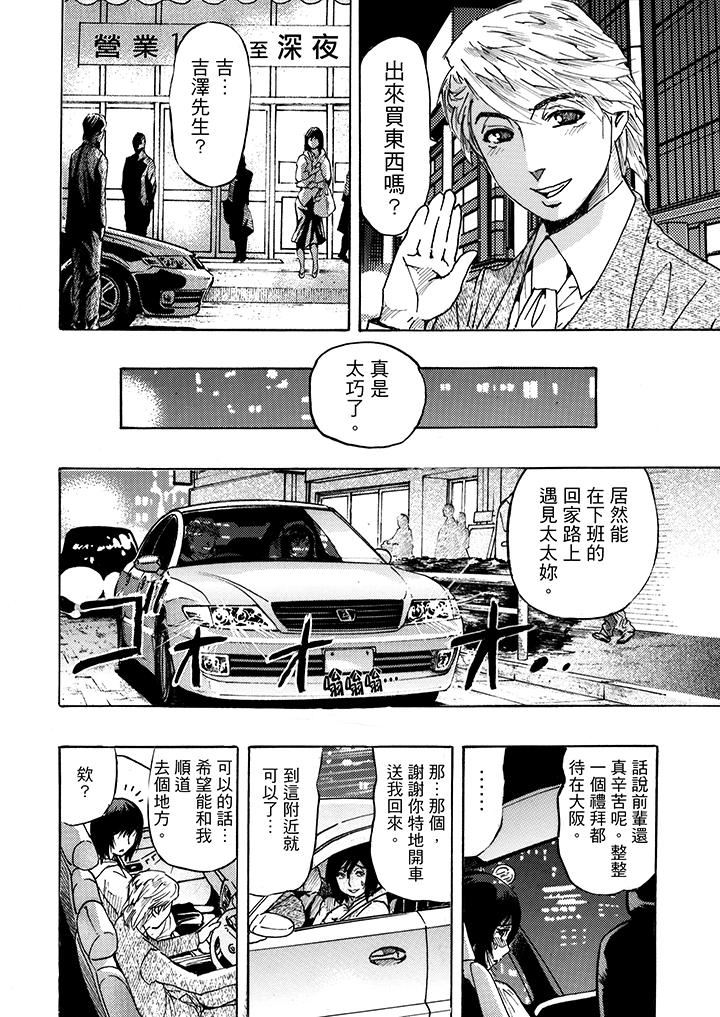 出來買東西嗎？
營業1
至深夜
吉…
吉澤先生？
真是
太巧了。
居然能
在下班的
回家路上
遇見太太妳。
嗡嗡嗡…
話說前輩還
真辛苦呢。整整
一個禮拜都
待在大阪。
……
那…那個，
謝謝你特地開車
送我回來。
到這附近就
可以了…
可以的話…
希望能和我
順道
去個地方。
欸？